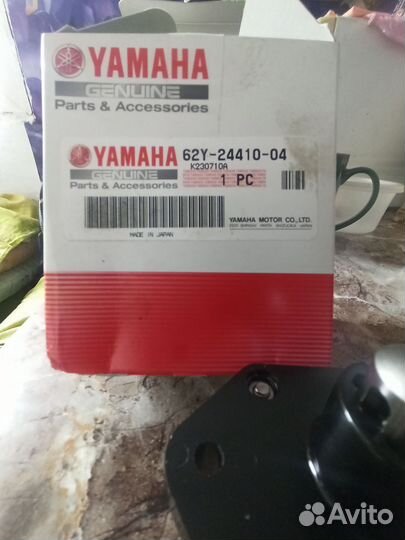 YAMAHA
GENUINE
Parts & Accessories
YAMAHA 62Y-24410-04
GENUINE K230710A
Parts & Accessories 1 PC
YAMAHA MOTOR CO.,LTD.
MADE IN JAPAN
Avito